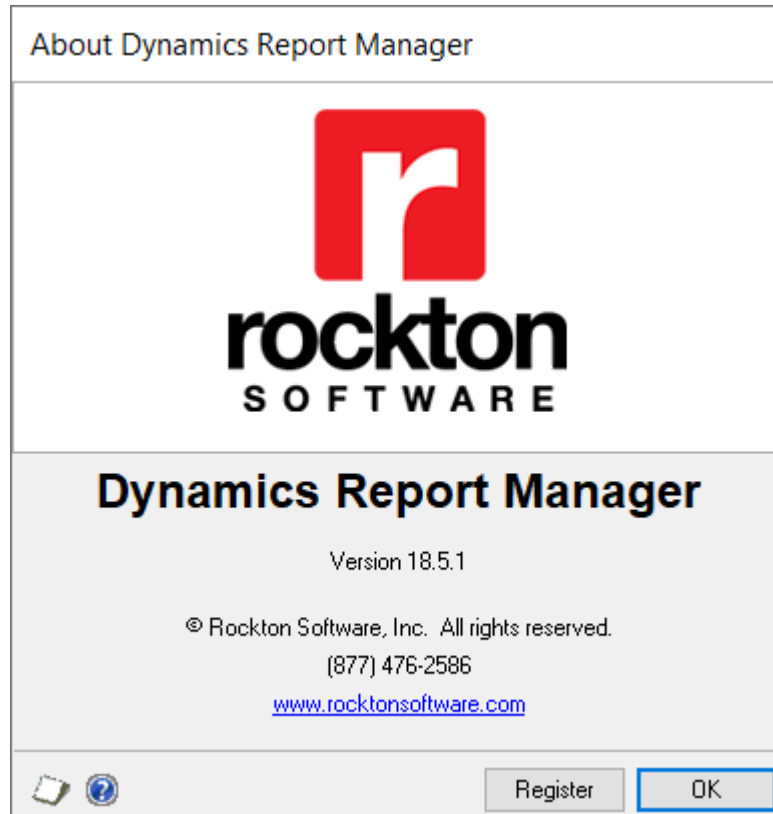 About Dynamics Report Manager
r
rockton
SOFTWARE
Dynamics Report Manager
Version 18.5.1
© Rockton Software, Inc.  All rights reserved.
(877) 476-2586
www.rocktonsoftware.com
Register
OK